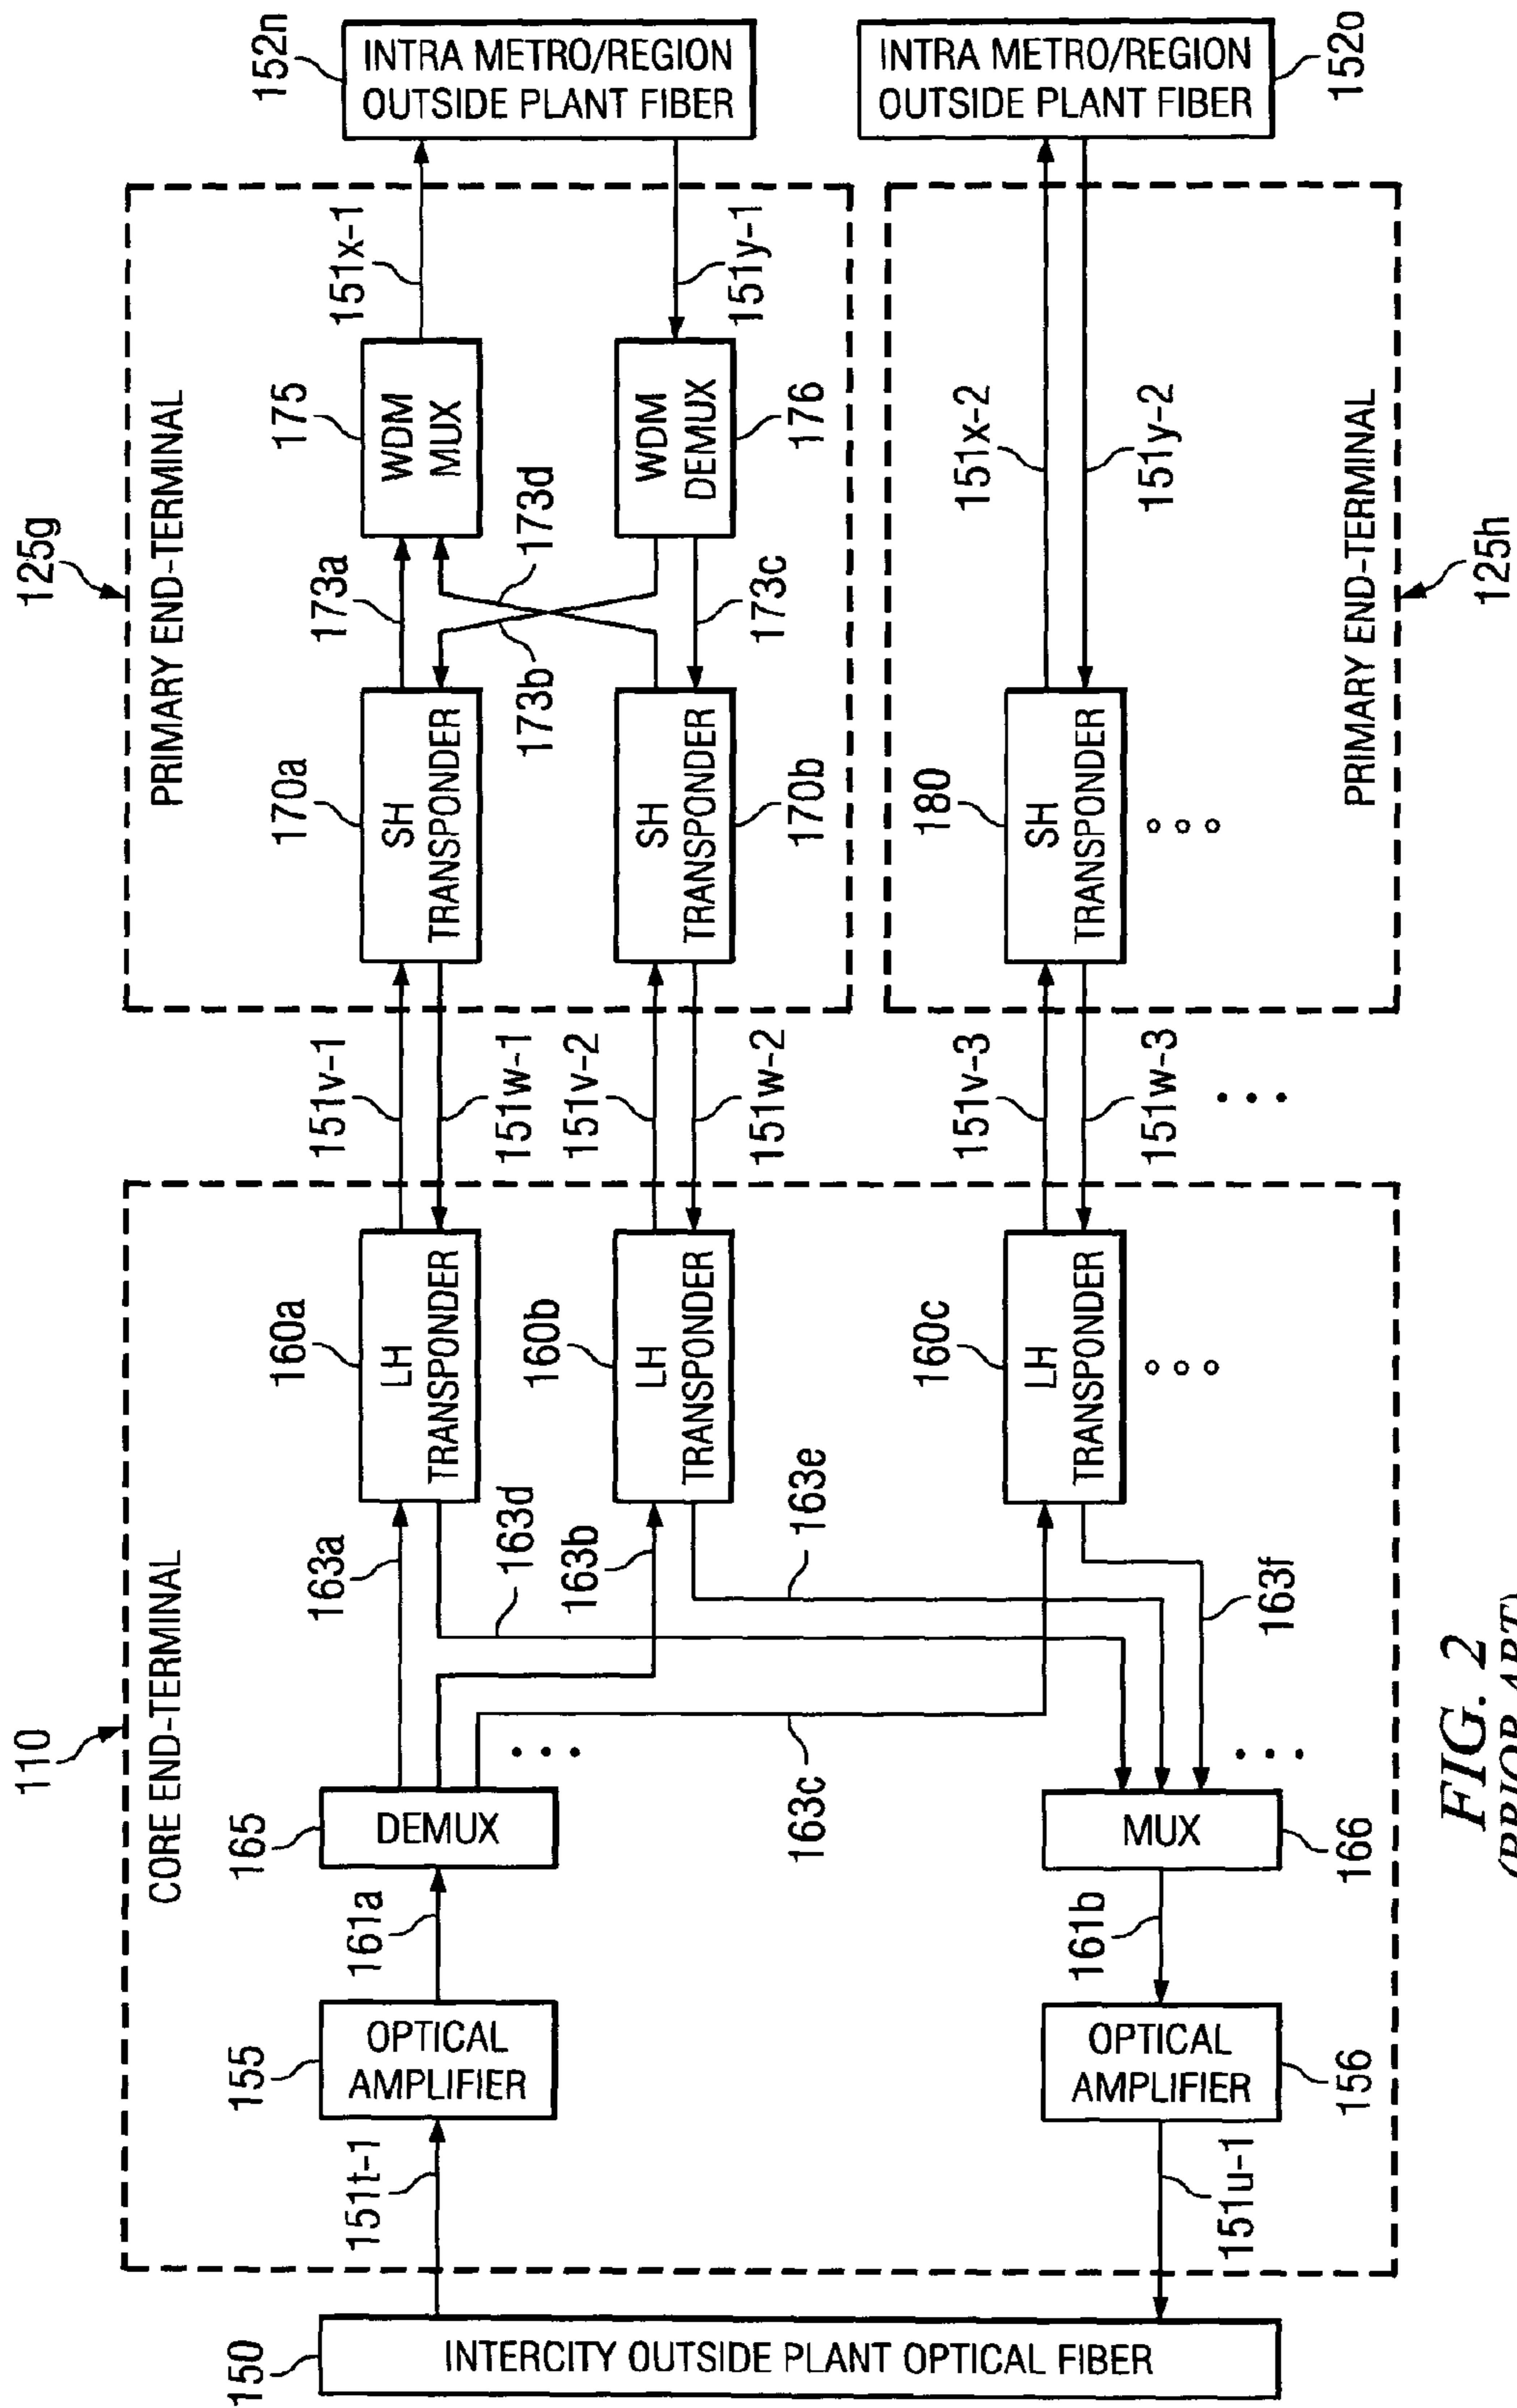 110
CORE END-TERMINAL
150
INTERCITY OUTSIDE PLANT OPTICAL FIBER
151t-1
155
OPTICAL
AMPLIFIER
161a
165
DEMUX
163a
163d
163b
163e
163c
163f
160a
LH
TRANSPONDER
160b
LH
TRANSPONDER
160c
LH
TRANSPONDER
151u-1
156
OPTICAL
AMPLIFIER
161b
166
MUX
151v-1
151w-1
151v-2
151w-2
151v-3
151w-3
125g
PRIMARY END-TERMINAL
170a
SH
TRANSPONDER
170b
SH
TRANSPONDER
173a
173b
173d
173c
175
WDM
MUX
176
WDM
DEMUX
151x-1
151y-1
152n
INTRA METRO/REGION
OUTSIDE PLANT FIBER
180
SH
TRANSPONDER
151x-2
151y-2
PRIMARY END-TERMINAL
125h
INTRA METRO/REGION
OUTSIDE PLANT FIBER
152o
FIG. 2
(PRIOR ART)